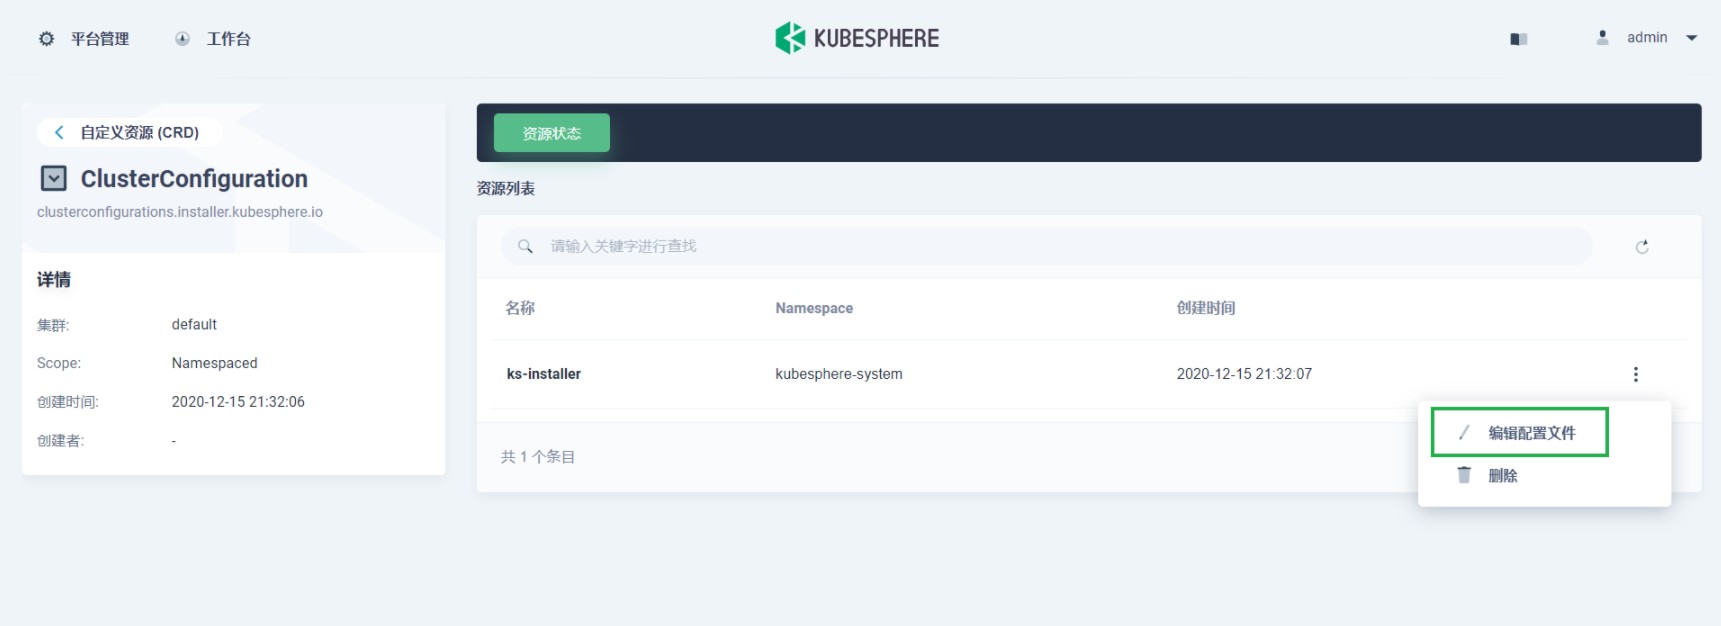 平台管理
工作台
KUBESPHERE
admin
自定义资源 (CRD)
ClusterConfiguration
clusterconfigurations.installer.kubesphere.io
详情
集群: default
Scope: Namespaced
创建时间: 2020-12-15 21:32:06
创建者: -
资源状态
资源列表
请输入关键字进行查找
名称 Namespace 创建时间
ks-installer kubesphere-system 2020-12-15 21:32:07
编辑配置文件
删除
共 1 个条目